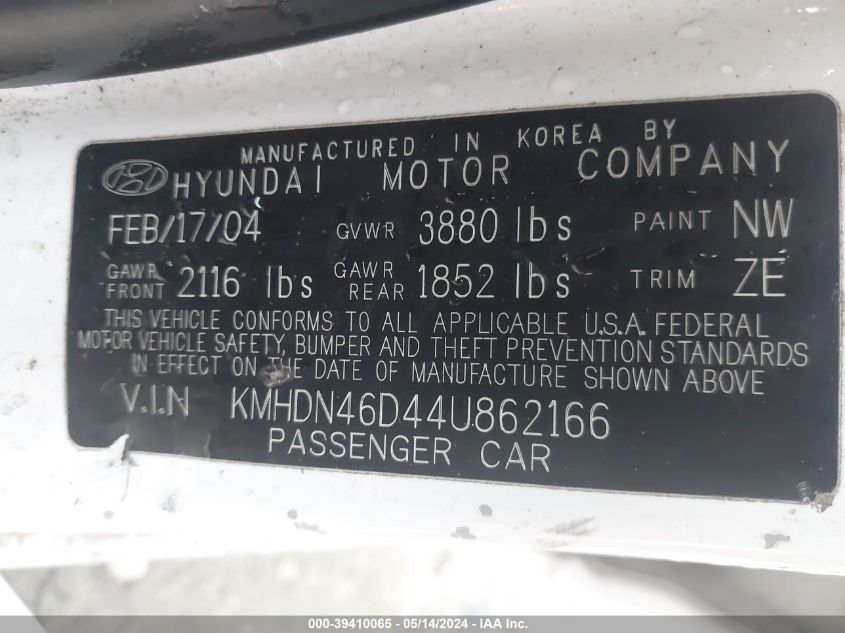 MANUFACTURED IN KOREA BY
HYUNDAI MOTOR COMPANY
FEB/17/04 GVWR 3880 lbs PAINT NW
GAWR FRONT 2116 lbs GAWR REAR 1852 lbs TRIM ZE
THIS VEHICLE CONFORMS TO ALL APPLICABLE U.S.A. FEDERAL
MOTOR VEHICLE SAFETY, BUMPER AND THEFT PREVENTION STANDARDS
IN EFFECT ON THE DATE OF MANUFACTURE SHOWN ABOVE
V.I.N KMHDN46D44U862166
PASSENGER CAR
000-39410065 - 05/14/2024 - IAA Inc.